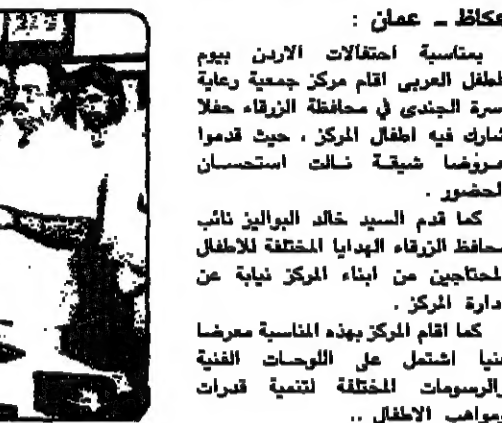 عكاظ ـ عمان :
بمناسبة احتفالات الاردن بيوم
الطفل العربى اقام مركز جمعية رعاية
اسرة الجندى في محافظة الزرقاء حفلا
شارك فيه اطفال المركز ، حيث قدموا
عروضا شيقة نالت استحسان
الحضور .
كما قدم السيد خالد البواليز نائب
محافظ الزرقاء الهدايا المختلفة للاطفال
المحتاجين من ابناء المركز نيابة عن
ادارة المركز .
كما اقام المركز بهذه المناسبة معرضا
فنيا اشتمل على اللوحات الفنية
والرسومات المختلفة لتنمية قدرات
ومواهب الاطفال ..